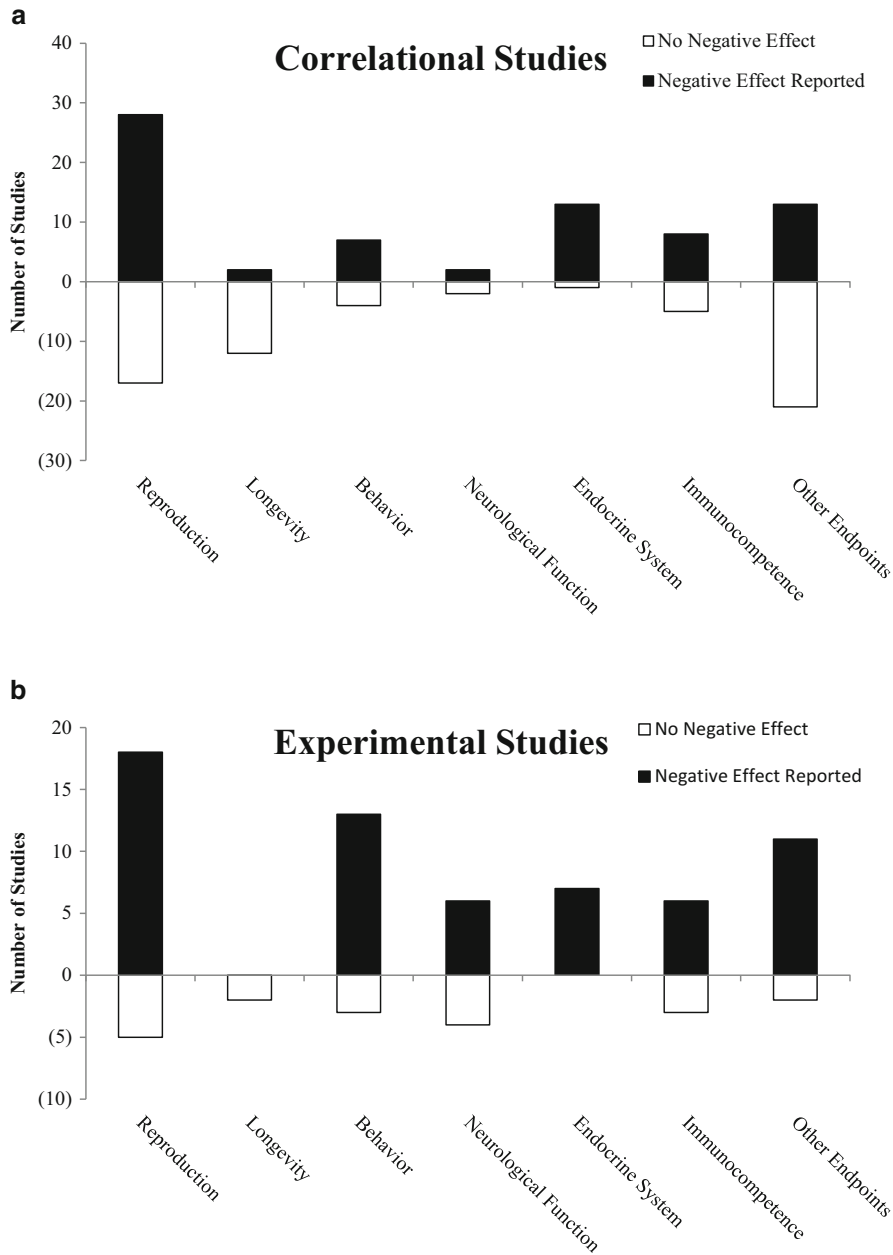 a
Correlational Studies
No Negative Effect
Negative Effect Reported
Number of Studies
40
30
20
10
0
(10)
(20)
(30)
Reproduction
Longevity
Behavior
Neurological Function
Endocrine System
Immunocompetence
Other Endpoints
b
Experimental Studies
No Negative Effect
Negative Effect Reported
Number of Studies
20
15
10
5
0
(5)
(10)
Reproduction
Longevity
Behavior
Neurological Function
Endocrine System
Immunocompetence
Other Endpoints